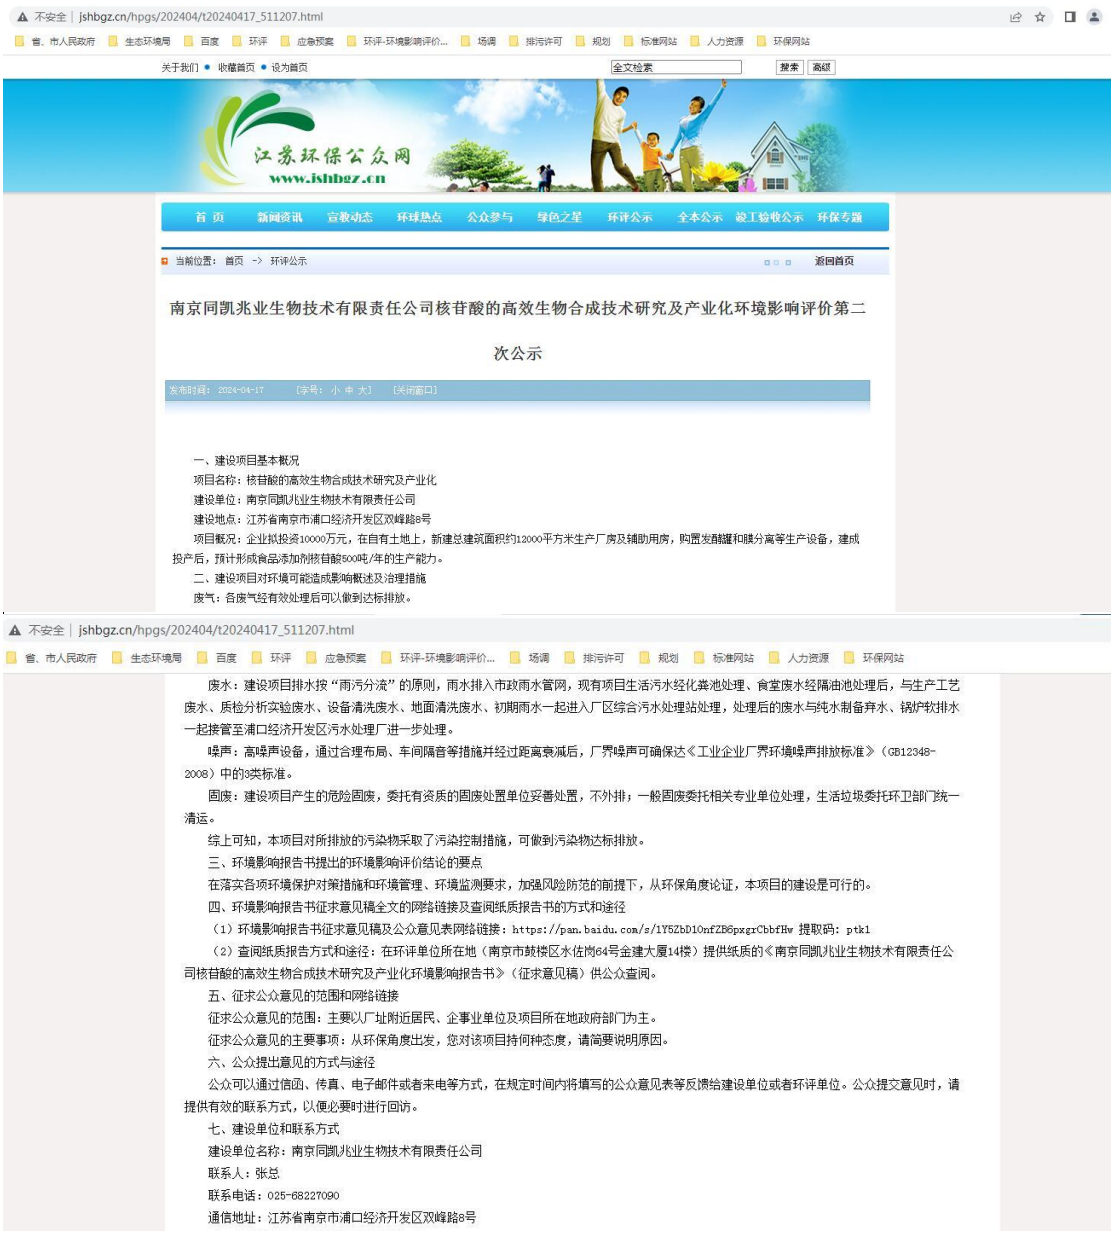 不安全 | jshbgz.cn/hpgs/202404/t20240417_511207.html
省、市人民政府 生态环境局 百度 环评 应急预案 环评-环境影响评价... 场调 排污许可 规划 标准网站 人力资源 环保网站
关于我们 ● 收藏首页 ● 设为首页 全文检索 搜索 高级
江苏环保公众网
www.jshbgz.cn
首 页 新闻资讯 宣教动态 环球热点 公众参与 绿色之星 环评公示 全本公示 竣工验收公示 环保专题
当前位置： 首页 -> 环评公示 返回首页
南京同凯兆业生物技术有限责任公司核苷酸的高效生物合成技术研究及产业化环境影响评价第二
次公示
发布时间： 2024-04-17 [字号： 小 中 大] [关闭窗口]
一、建设项目基本概况
项目名称：核苷酸的高效生物合成技术研究及产业化
建设单位：南京同凯兆业生物技术有限责任公司
建设地点：江苏省南京市浦口经济开发区双峰路8号
项目概况：企业拟投资10000万元，在自有土地上，新建总建筑面积约12000平方米生产厂房及辅助用房，购置发酵罐和膜分离等生产设备，建成
投产后，预计形成食品添加剂核苷酸500吨/年的生产能力。
二、建设项目对环境可能造成影响概述及治理措施
废气：各废气经有效处理后可以做到达标排放。
不安全 | jshbgz.cn/hpgs/202404/t20240417_511207.html
省、市人民政府 生态环境局 百度 环评 应急预案 环评-环境影响评价... 场调 排污许可 规划 标准网站 人力资源 环保网站
废水：建设项目排水按“雨污分流”的原则，雨水排入市政雨水管网，现有项目生活污水经化粪池处理、食堂废水经隔油池处理后，与生产工艺
废水、质检分析实验废水、设备清洗废水、地面清洗废水、初期雨水一起进入厂区综合污水处理站处理，处理后的废水与纯水制备弃水、锅炉软排水
一起接管至浦口经济开发区污水处理厂进一步处理。
噪声：高噪声设备，通过合理布局、车间隔音等措施并经过距离衰减后，厂界噪声可确保达《工业企业厂界环境噪声排放标准》（GB12348-
2008）中的3类标准。
固废：建设项目产生的危险固废，委托有资质的固废处置单位妥善处置，不外排；一般固废委托相关专业单位处理，生活垃圾委托环卫部门统一
清运。
综上可知，本项目对所排放的污染物采取了污染控制措施，可做到污染物达标排放。
三、环境影响报告书提出的环境影响评价结论的要点
在落实各项环境保护对策措施和环境管理、环境监测要求，加强风险防范的前提下，从环保角度论证，本项目的建设是可行的。
四、环境影响报告书征求意见稿全文的网络链接及查阅纸质报告书的方式和途径
（1）环境影响报告书征求意见稿及公众意见表网络链接：https://pan.baidu.com/s/1Y5ZbD1OnfZB6pxgrCbbfHw 提取码: ptk1
（2）查阅纸质报告方式和途径：在环评单位所在地（南京市鼓楼区水佐岗64号金建大厦14楼）提供纸质的《南京同凯兆业生物技术有限责任公
司核苷酸的高效生物合成技术研究及产业化环境影响报告书》（征求意见稿）供公众查阅。
五、征求公众意见的范围和网络链接
征求公众意见的范围：主要以厂址附近居民、企事业单位及项目所在地政府部门为主。
征求公众意见的主要事项：从环保角度出发，您对该项目持何种态度，请简要说明原因。
六、公众提出意见的方式与途径
公众可以通过信函、传真、电子邮件或者来电等方式，在规定时间内将填写的公众意见表等反馈给建设单位或者环评单位。公众提交意见时，请
提供有效的联系方式，以便必要时进行回访。
七、建设单位和联系方式
建设单位名称：南京同凯兆业生物技术有限责任公司
联系人：张总
联系电话：025-68227090
通信地址：江苏省南京市浦口经济开发区双峰路8号